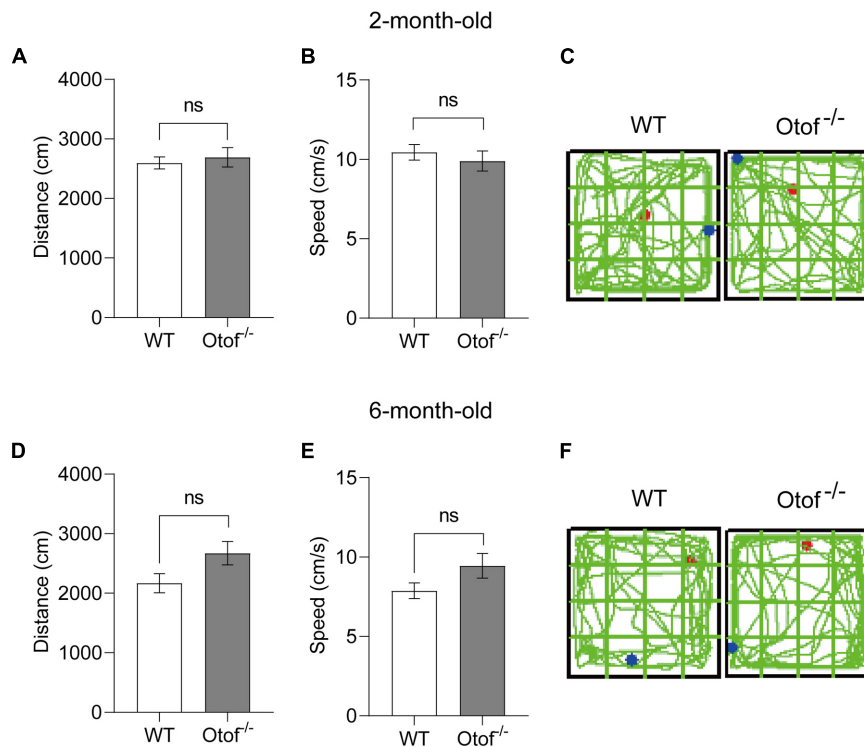 2-month-old
A
B
C
4000
3000
2000
1000
0
Distance (cm)
ns
WT
Otof-/-
15
10
5
0
Speed (cm/s)
ns
WT
Otof-/-
WT
Otof-/-
6-month-old
D
E
F
4000
3000
2000
1000
0
Distance (cm)
ns
WT
Otof-/-
15
10
5
0
Speed (cm/s)
ns
WT
Otof-/-
WT
Otof-/-